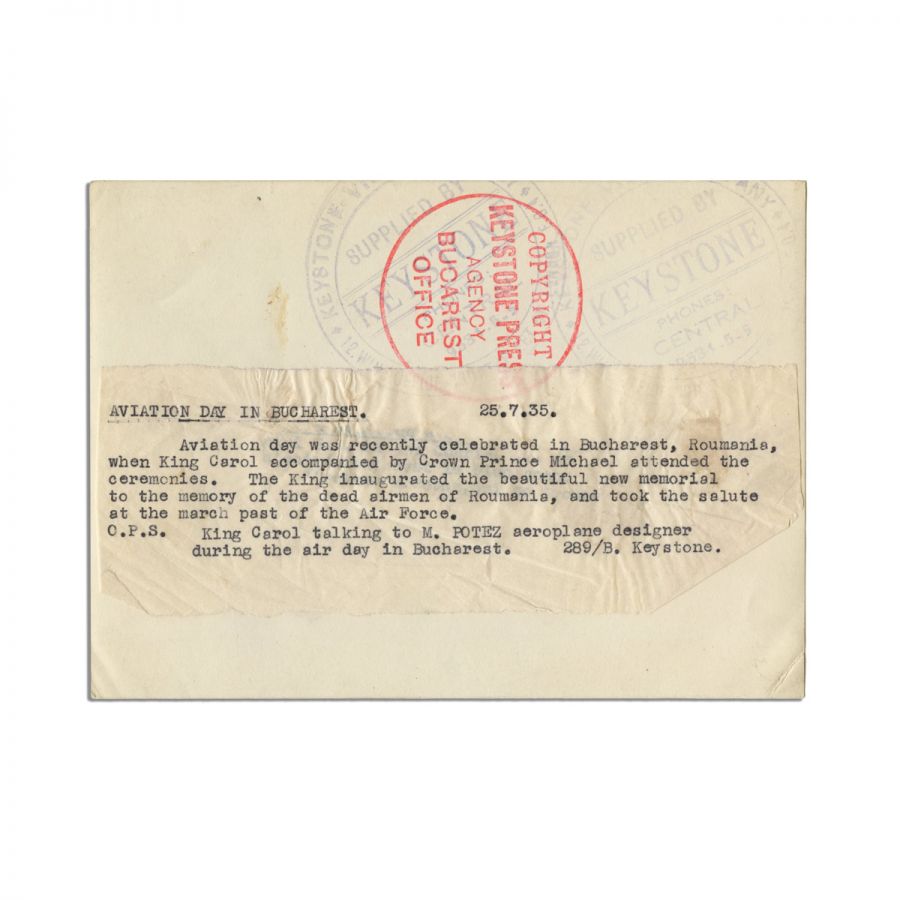 SUPPLIED BY
KEYSTONE
SUPPLIED BY
KEYSTONE
PHONES:
CENTRAL
COPYRIGHT
KEYSTONE PRES
AGENCY
BUCAREST
OFFICE
AVIATION DAY IN BUCHAREST. 25.7.35.
Aviation day was recently celebrated in Bucharest, Roumania,
when King Carol accompanied by Crown Prince Michael attended the
ceremonies. The King inaugurated the beautiful new memorial
to the memory of the dead airmen of Roumania, and took the salute
at the march past of the Air Force.
O.P.S. King Carol talking to M. POTEZ aeroplane designer
during the air day in Bucharest. 289/B. Keystone.